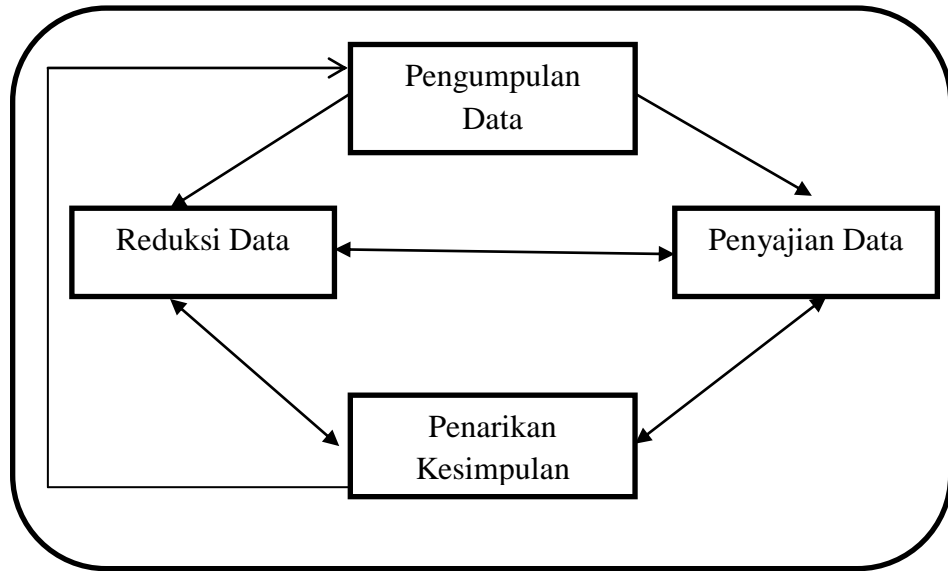 Pengumpulan
Data
Reduksi Data
Penyajian Data
Penarikan
Kesimpulan